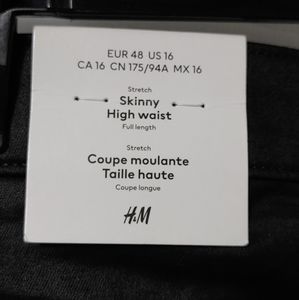 EUR 48 US 16
CA 16 CN 175/94A MX 16
Stretch
Skinny
High waist
Full length
Stretch
Coupe moulante
Taille haute
Coupe longue
H&M